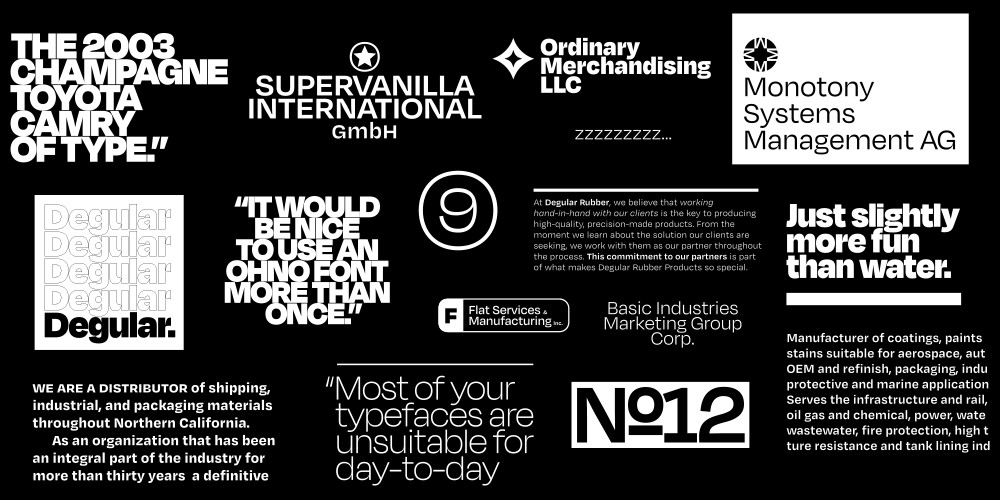 THE 2003
CHAMPAGNE
TOYOTA
CAMRY
OF TYPE.”
SUPERVANILLA
INTERNATIONAL
GmbH
Ordinary
Merchandising
LLC
zzzzzzzzz...
Monotony
Systems
Management AG
Degular
Degular
Degular
Degular
Degular.
“IT WOULD
BE NICE
TO USE AN
OHNO FONT
MORE THAN
ONCE.”
9
At Degular Rubber, we believe that working
hand-in-hand with our clients is the key to producing
high-quality, precision-made products. From the
moment we learn about the solution our clients are
seeking, we work with them as our partner throughout
the process. This commitment to our partners is part
of what makes Degular Rubber Products so special.
Just slightly
more fun
than water.
F Flat Services &
Manufacturing Inc.
Basic Industries
Marketing Group
Corp.
Manufacturer of coatings, paints
stains suitable for aerospace, aut
OEM and refinish, packaging, indu
protective and marine application
Serves the infrastructure and rail,
oil gas and chemical, power, wate
wastewater, fire protection, high t
ture resistance and tank lining ind
WE ARE A DISTRIBUTOR of shipping,
industrial, and packaging materials
throughout Northern California.
As an organization that has been
an integral part of the industry for
more than thirty years a definitive
“Most of your
typefaces are
unsuitable for
day-to-day
Nº12